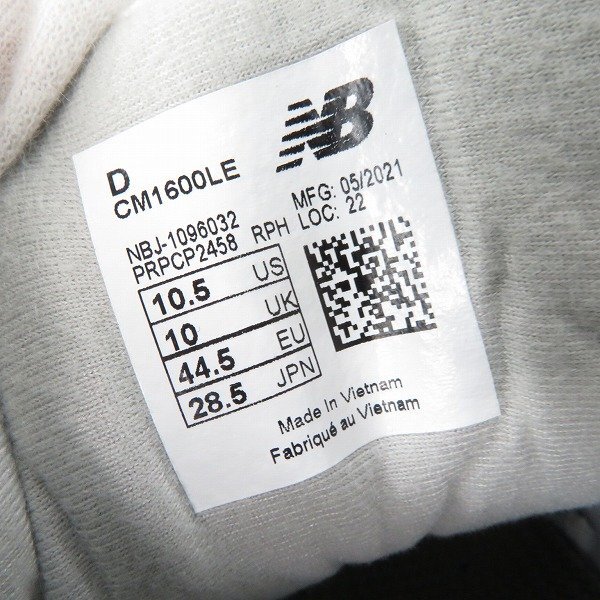 NB
D
CM1600LE
NBJ-1096032
PRPCP2458 RPH
MFG: 05/2021
LOC: 22
10.5 US
10 UK
44.5 EU
28.5 JPN
Made In Vietnam
Fabriqué au Vietnam